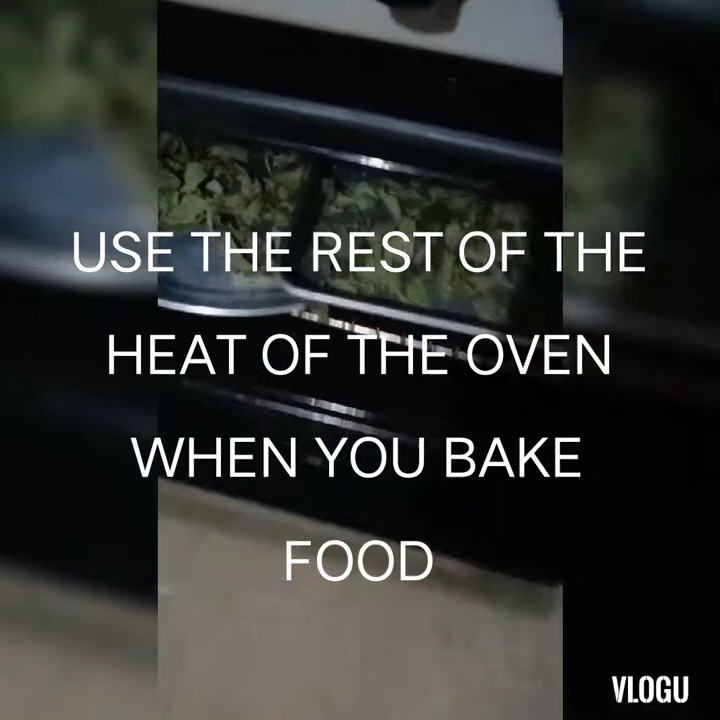 USE THE REST OF THE
HEAT OF THE OVEN
WHEN YOU BAKE
FOOD
VLOGU